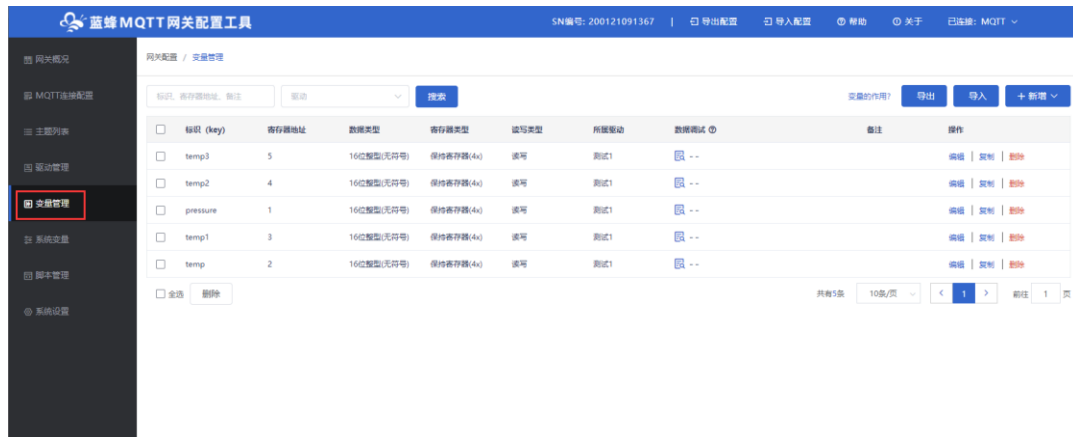 蓝蜂MQTT网关配置工具 SN编号: 200121091367 | 导出配置 导入配置 帮助 关于 已连接: MQTT
网关概况
网关配置 / 变量管理
MQTT连接配置
标识、寄存器地址、备注 驱动 搜索 变量的作用? 导出 导入 + 新增
主题列表
标识 (key) 寄存器地址 数据类型 寄存器类型 读写类型 所属驱动 数据调试 备注 操作
temp3 5 16位整型(无符号) 保持寄存器(4x) 读写 测试1 -- 编辑 | 复制 | 删除
驱动管理
temp2 4 16位整型(无符号) 保持寄存器(4x) 读写 测试1 -- 编辑 | 复制 | 删除
变量管理
pressure 1 16位整型(无符号) 保持寄存器(4x) 读写 测试1 -- 编辑 | 复制 | 删除
系统变量
temp1 3 16位整型(无符号) 保持寄存器(4x) 读写 测试1 -- 编辑 | 复制 | 删除
temp 2 16位整型(无符号) 保持寄存器(4x) 读写 测试1 -- 编辑 | 复制 | 删除
脚本管理
全选 删除 共有5条 10条/页 < 1 > 前往 1 页
系统设置